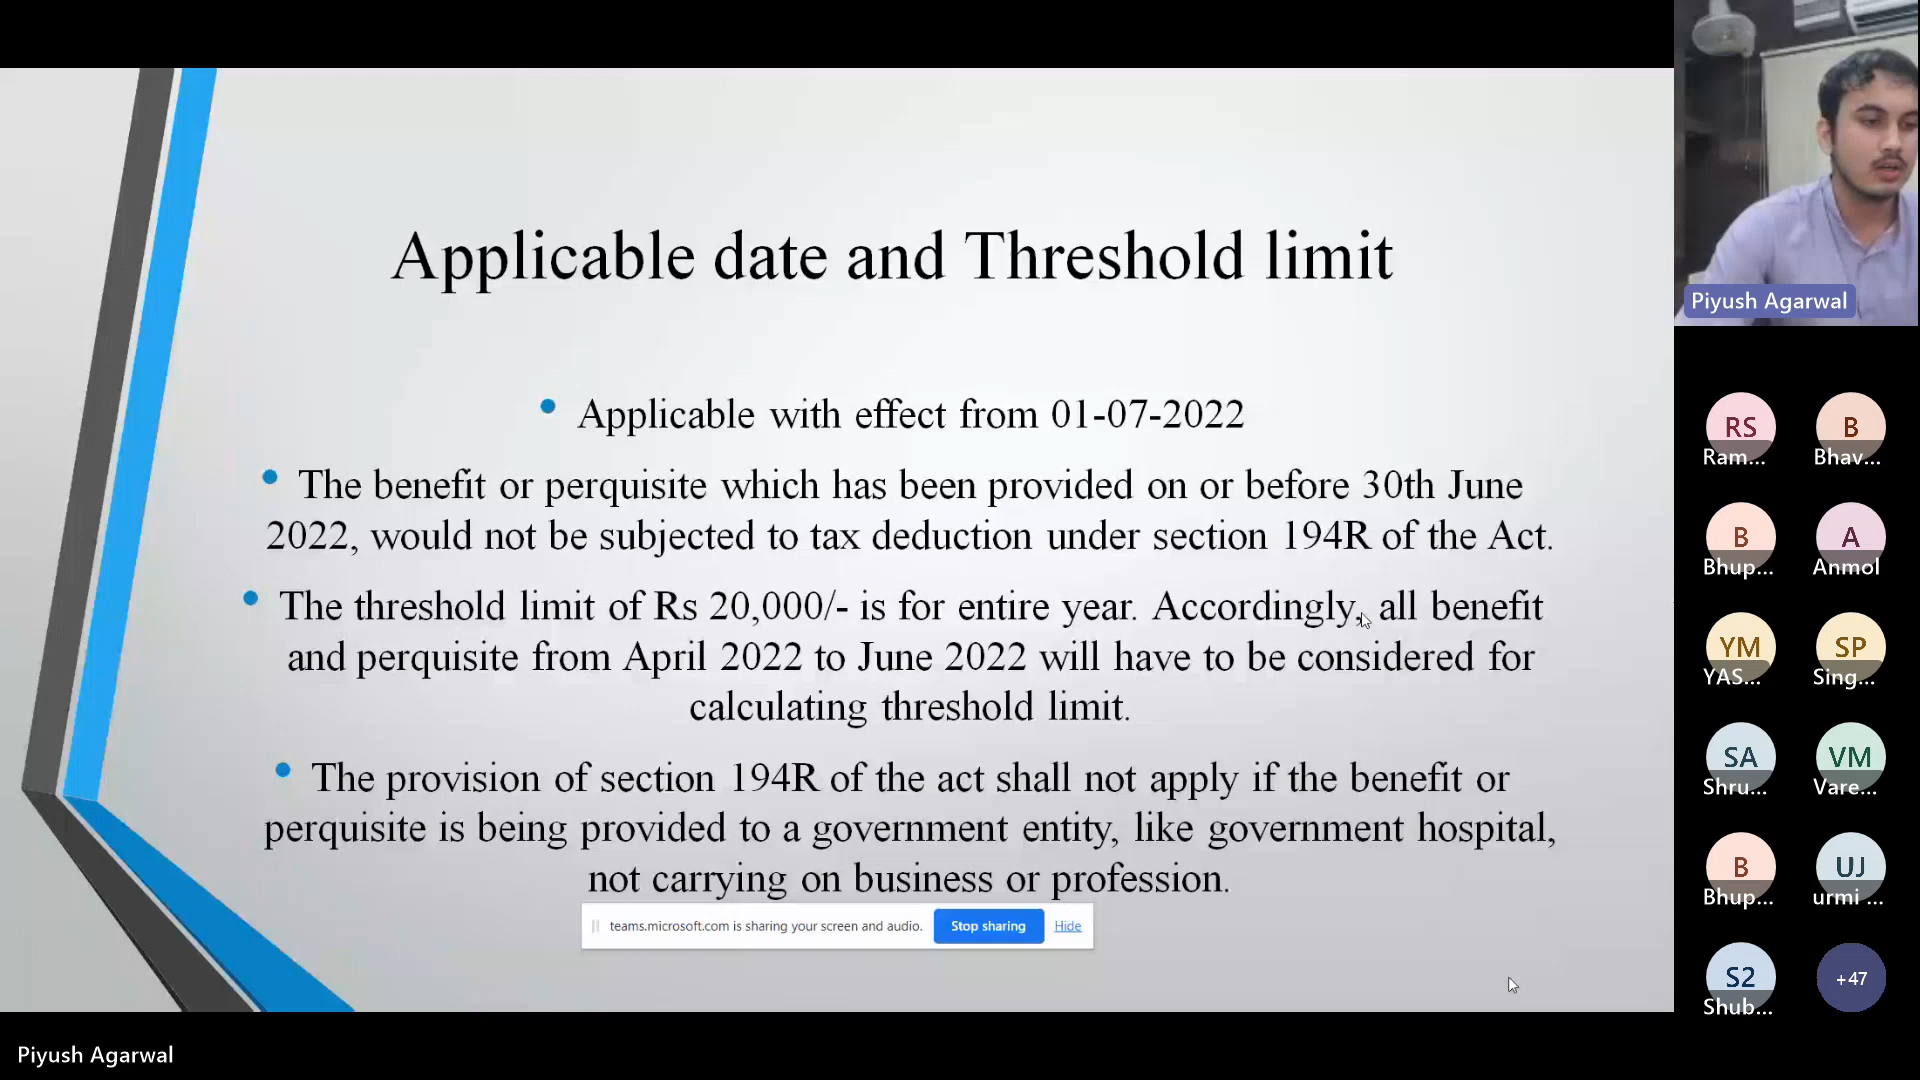 Applicable date and Threshold limit
• Applicable with effect from 01-07-2022
• The benefit or perquisite which has been provided on or before 30th June
2022, would not be subjected to tax deduction under section 194R of the Act.
• The threshold limit of Rs 20,000/- is for entire year. Accordingly, all benefit
and perquisite from April 2022 to June 2022 will have to be considered for
calculating threshold limit.
• The provision of section 194R of the act shall not apply if the benefit or
perquisite is being provided to a government entity, like government hospital,
not carrying on business or profession.
teams.microsoft.com is sharing your screen and audio. Stop sharing Hide
Piyush Agarwal
RS B
Ram... Bhav...
B A
Bhup... Anmol
YM SP
YAS... Sing...
SA VM
Shru... Vare...
B UJ
Bhup... urmi ...
S2 +47
Shub...
Piyush Agarwal